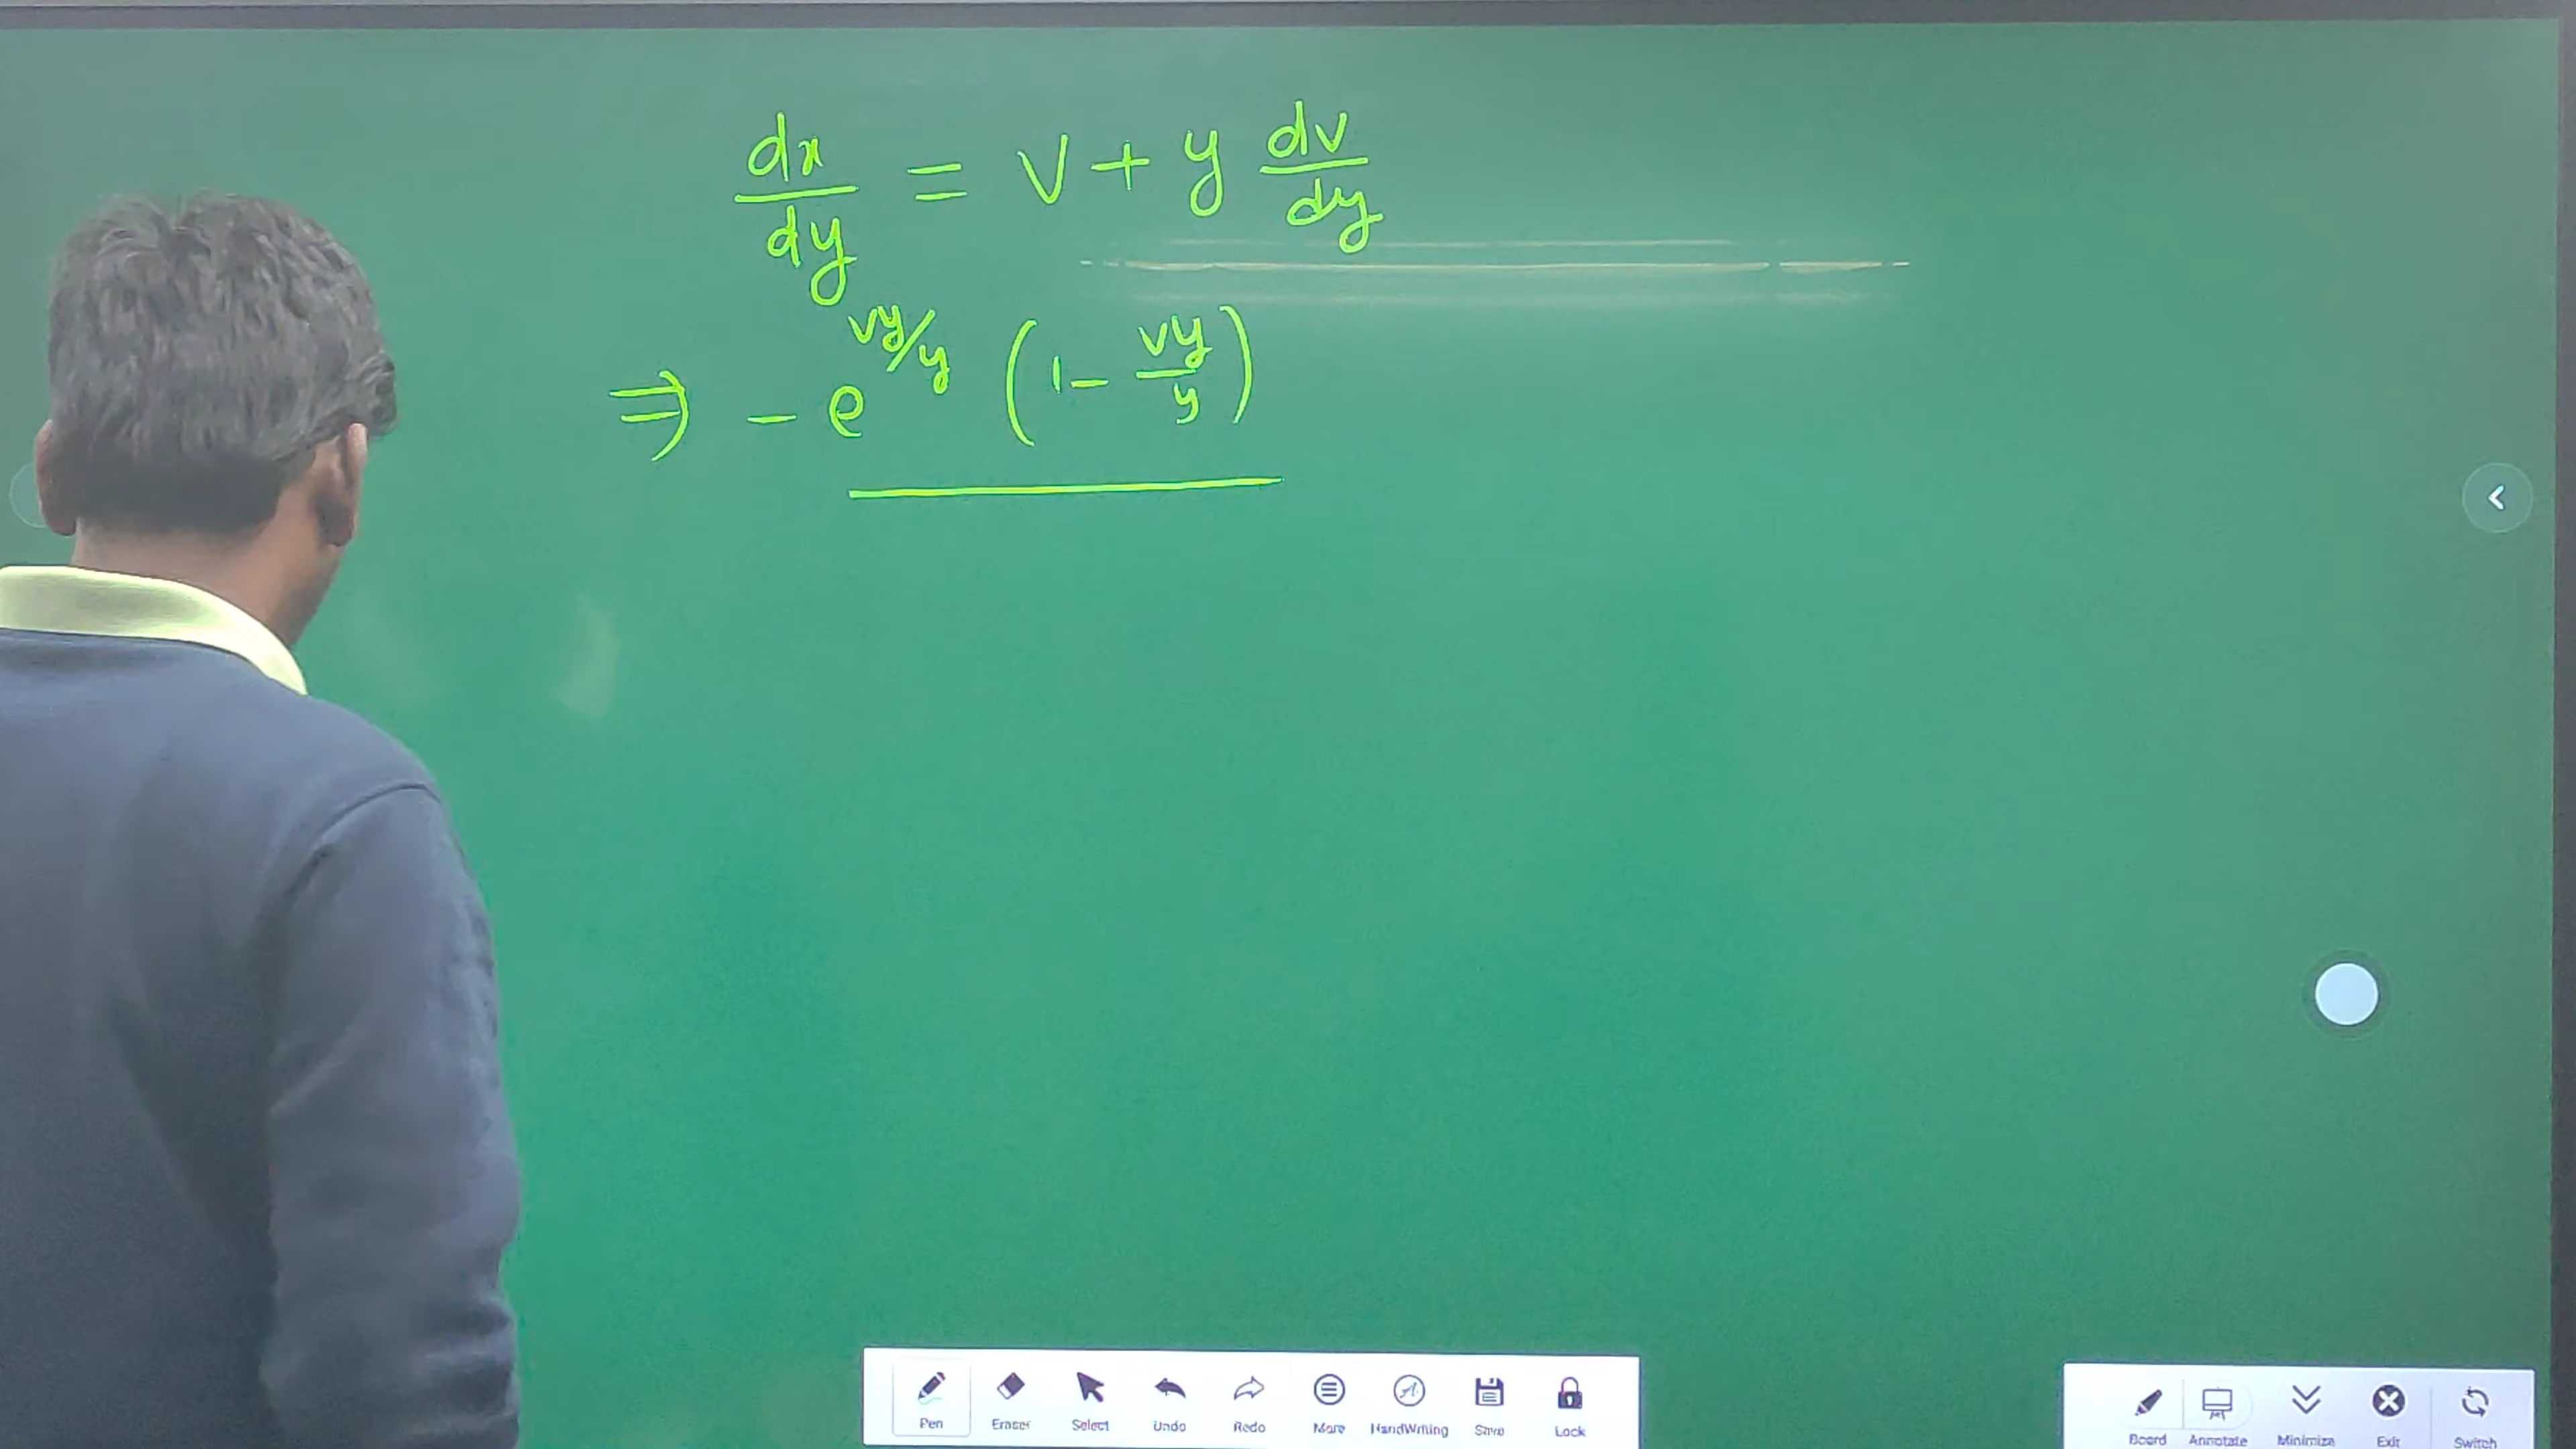 dx/dy = v + y dv/dy
⇒ - e^(vy/y) (1 - vy/y)
Pen Eraser Select Undo Redo More HandWriting Save Lock
Board Annotate Minimize Exit Switch